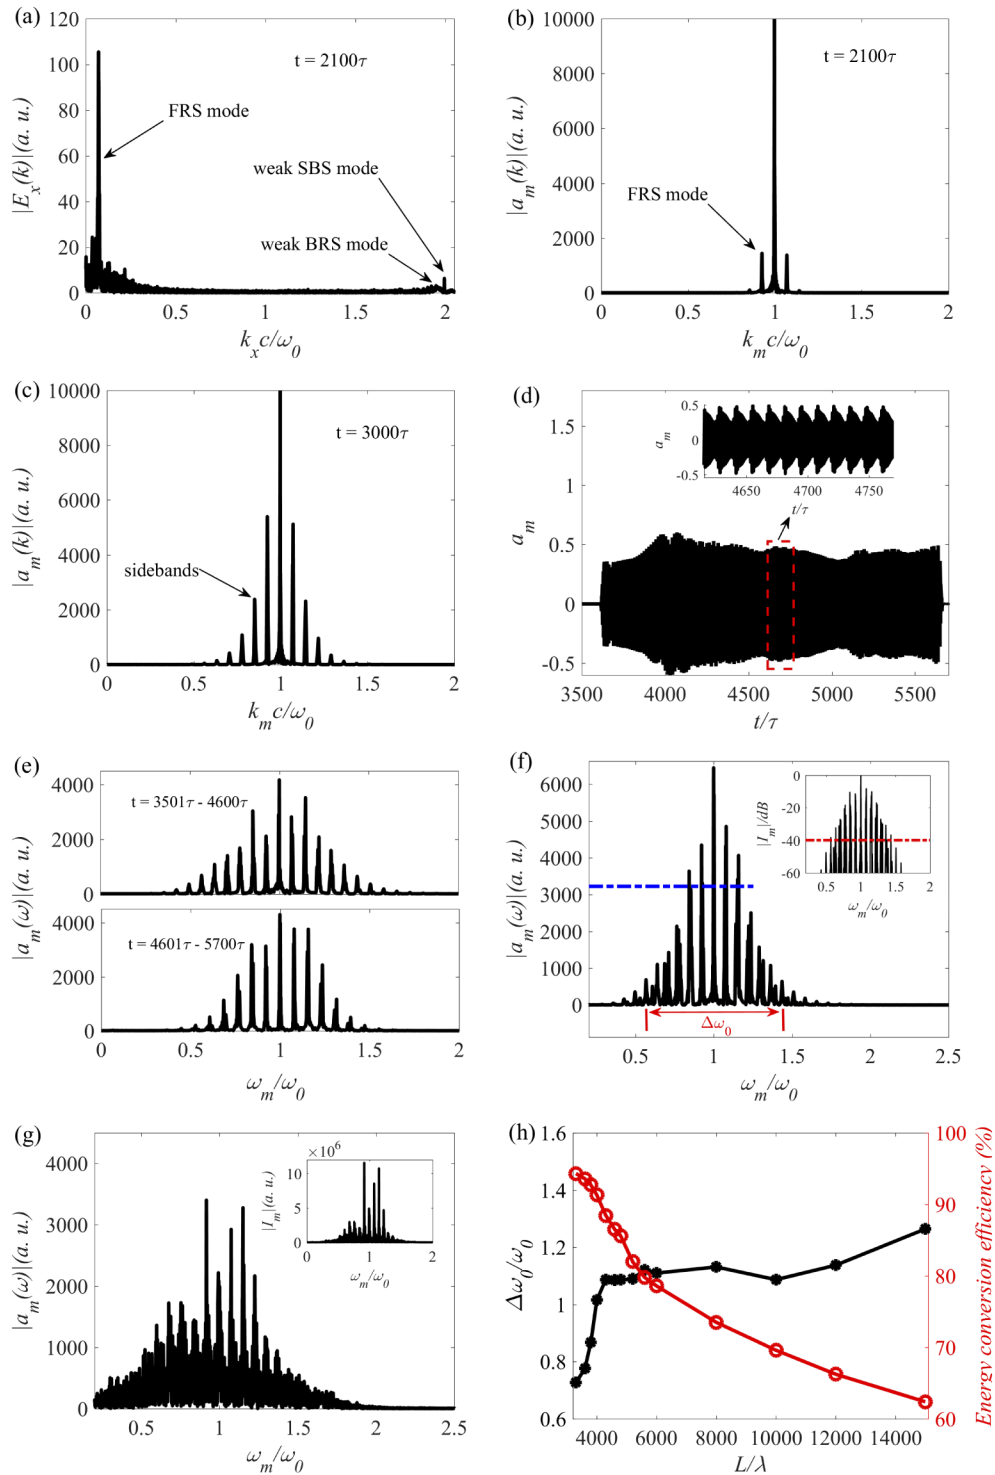 (a)
120
100
80
60
40
20
0
0
0.5
1
1.5
2
|E_x(k)|(a. u.)
k_x c/ω_0
t = 2100τ
FRS mode
weak SBS mode
weak BRS mode
(b)
10000
8000
6000
4000
2000
0
0
0.5
1
1.5
2
|a_m(k)|(a. u.)
k_m c/ω_0
t = 2100τ
FRS mode
(c)
10000
8000
6000
4000
2000
0
0
0.5
1
1.5
2
|a_m(k)|(a. u.)
k_m c/ω_0
t = 3000τ
sidebands
(d)
1.5
1
0.5
0
-0.5
3500
4000
4500
5000
5500
a_m
t/τ
0.5
0
-0.5
4650
4700
4750
a_m
t/τ
(e)
4000
2000
0
t = 3501τ - 4600τ
4000
2000
0
t = 4601τ - 5700τ
0
0.5
1
1.5
2
|a_m(ω)|(a. u.)
ω_m/ω_0
(f)
6000
5000
4000
3000
2000
1000
0
0.5
1
1.5
2
2.5
|a_m(ω)|(a. u.)
ω_m/ω_0
Δω_0
0
-20
-40
-60
0.5
1
1.5
2
|I_m|/dB
ω_m/ω_0
(g)
4000
3000
2000
1000
0
0.5
1
1.5
2
2.5
|a_m(ω)|(a. u.)
ω_m/ω_0
×10^6
10
5
0
0
1
2
|I_m|(a. u.)
ω_m/ω_0
(h)
1.6
1.4
1.2
1
0.8
0.6
Δω_0/ω_0
4000
6000
8000
10000
12000
14000
L/λ
100
90
80
70
60
Energy conversion efficiency (%)